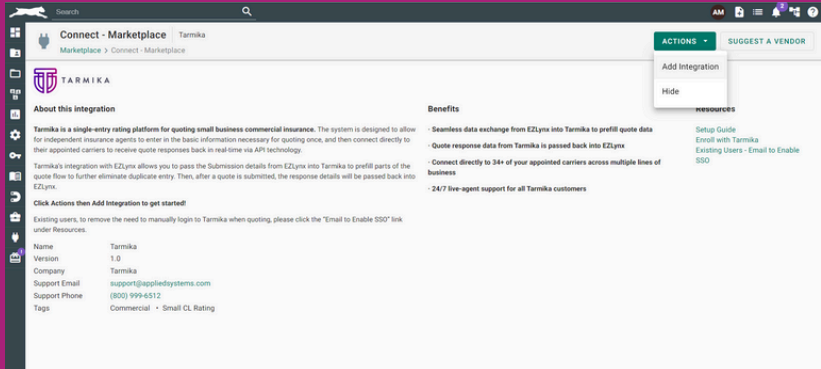 Search
AM
2
Connect - Marketplace Tarmika
Marketplace > Connect - Marketplace
ACTIONS
SUGGEST A VENDOR
Add Integration
Hide
TARMIKA
About this integration
Tarmika is a single-entry rating platform for quoting small business commercial insurance. The system is designed to allow
for independent insurance agents to enter in the basic information necessary for quoting once, and then connect directly to
their appointed carriers to receive quote responses back in real-time via API technology.
Tarmika's integration with EZLynx allows you to pass the Submission details from EZLynx into Tarmika to prefill parts of the
quote flow to further eliminate duplicate entry. Then, after a quote is submitted, the response details will be passed back into
EZLynx.
Click Actions then Add Integration to get started!
Existing users, to remove the need to manually login to Tarmika when quoting, please click the "Email to Enable SSO" link
under Resources.
Name Tarmika
Version 1.0
Company Tarmika
Support Email support@appliedsystems.com
Support Phone (800) 999-6512
Tags Commercial • Small CL Rating
Benefits
· Seamless data exchange from EZLynx into Tarmika to prefill quote data
· Quote response data from Tarmika is passed back into EZLynx
· Connect directly to 34+ of your appointed carriers across multiple lines of
business
· 24/7 live-agent support for all Tarmika customers
Resources
Setup Guide
Enroll with Tarmika
Existing Users - Email to Enable
SSO